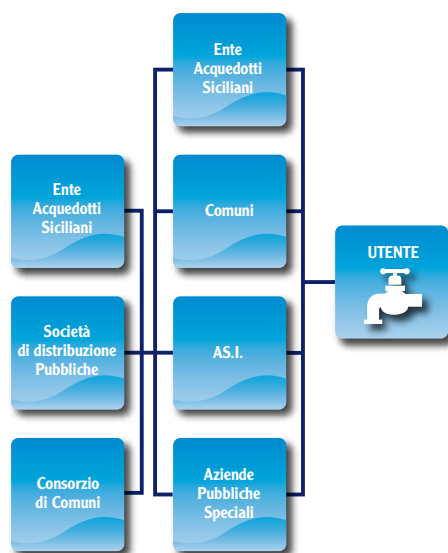 Ente
Acquedotti
Siciliani
Società
di distribuzione
Pubbliche
Consorzio
di Comuni
Ente
Acquedotti
Siciliani
Comuni
AS.I.
Aziende
Pubbliche
Speciali
UTENTE